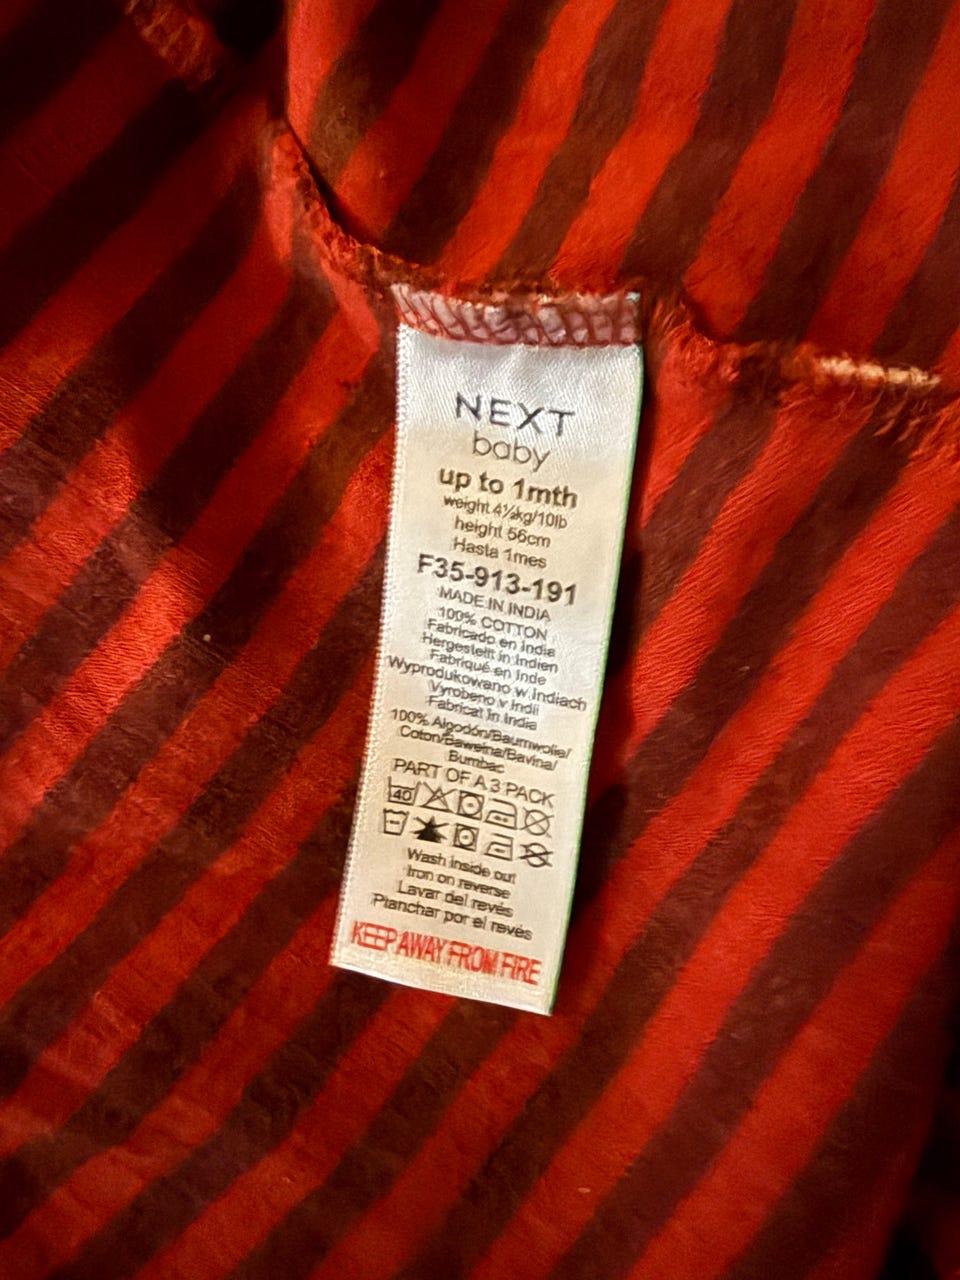 NEXT
baby
up to 1mth
weight 4½kg/10lb
height 56cm
Hasta 1mes
F35-913-191
MADE IN INDIA
100% COTTON
Fabricado en India
Hergestellt in Indien
Fabriqué en Inde
Wyprodukowano w Indiach
Vyrobeno v Indii
Fabricat în India
100% Algodón/Baumwolle/
Coton/Bawełna/Bavlna/
Bumbac
PART OF A 3 PACK
40
Wash inside out
Iron on reverse
Lavar del revés
Planchar por el revés
KEEP AWAY FROM FIRE